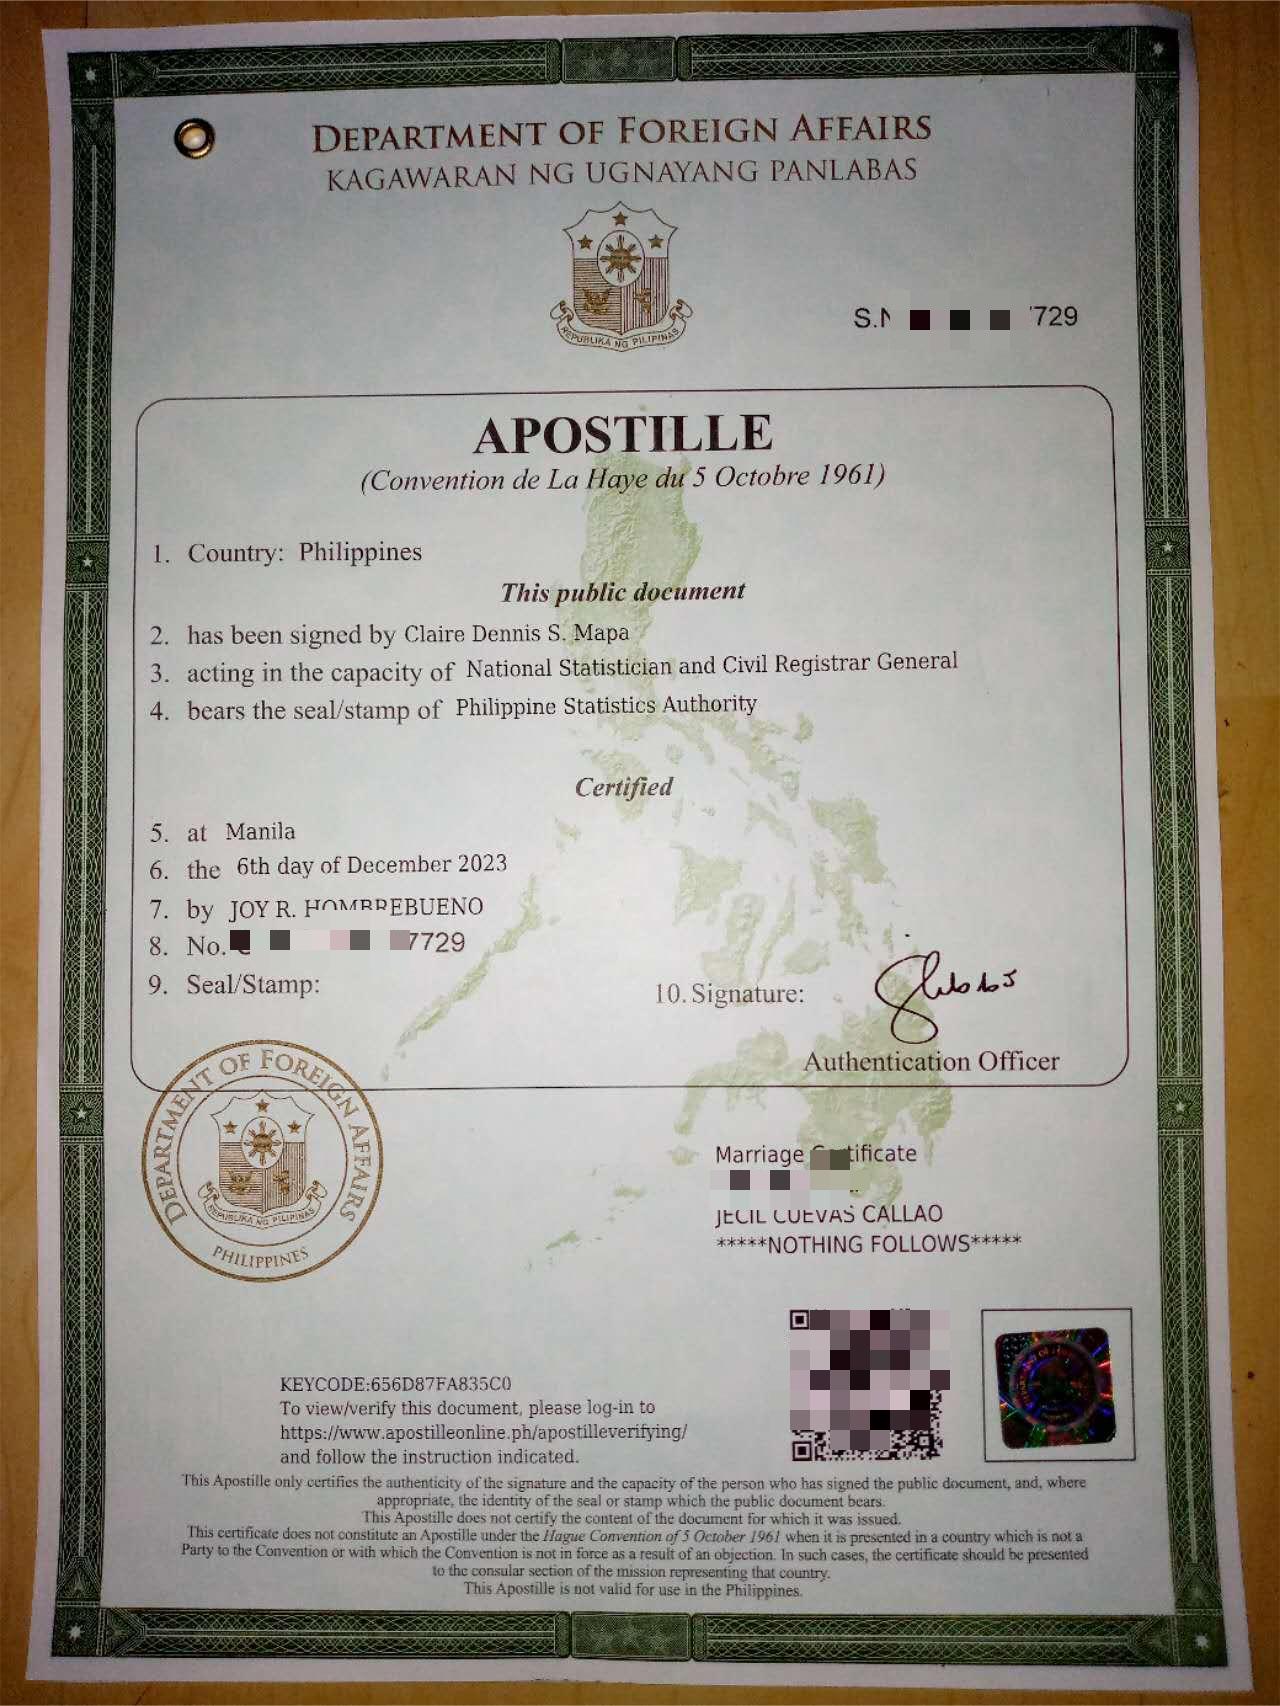 DEPARTMENT OF FOREIGN AFFAIRS
KAGAWARAN NG UGNAYANG PANLABAS
REPUBLIKA NG PILIPINAS
S.N 729
APOSTILLE
(Convention de La Haye du 5 Octobre 1961)
1. Country: Philippines
This public document
2. has been signed by Claire Dennis S. Mapa
3. acting in the capacity of National Statistician and Civil Registrar General
4. bears the seal/stamp of Philippine Statistics Authority
Certified
5. at Manila
6. the 6th day of December 2023
7. by JOY R. HOMBREBUENO
8. No. 7729
9. Seal/Stamp:
10. Signature:
Authentication Officer
DEPARTMENT OF FOREIGN AFFAIRS
REPUBLIKA NG PILIPINAS
PHILIPPINES
Marriage Certificate
JECIL CUEVAS CALLAO
*****NOTHING FOLLOWS*****
KEYCODE:656D87FA835C0
To view/verify this document, please log-in to
https://www.apostilleonline.ph/apostilleverifying/
and follow the instruction indicated.
This Apostille only certifies the authenticity of the signature and the capacity of the person who has signed the public document, and, where
appropriate, the identity of the seal or stamp which the public document bears.
This Apostille does not certify the content of the document for which it was issued.
This certificate does not constitute an Apostille under the Hague Convention of 5 October 1961 when it is presented in a country which is not a
Party to the Convention or with which the Convention is not in force as a result of an objection. In such cases, the certificate should be presented
to the consular section of the mission representing that country.
This Apostille is not valid for use in the Philippines.